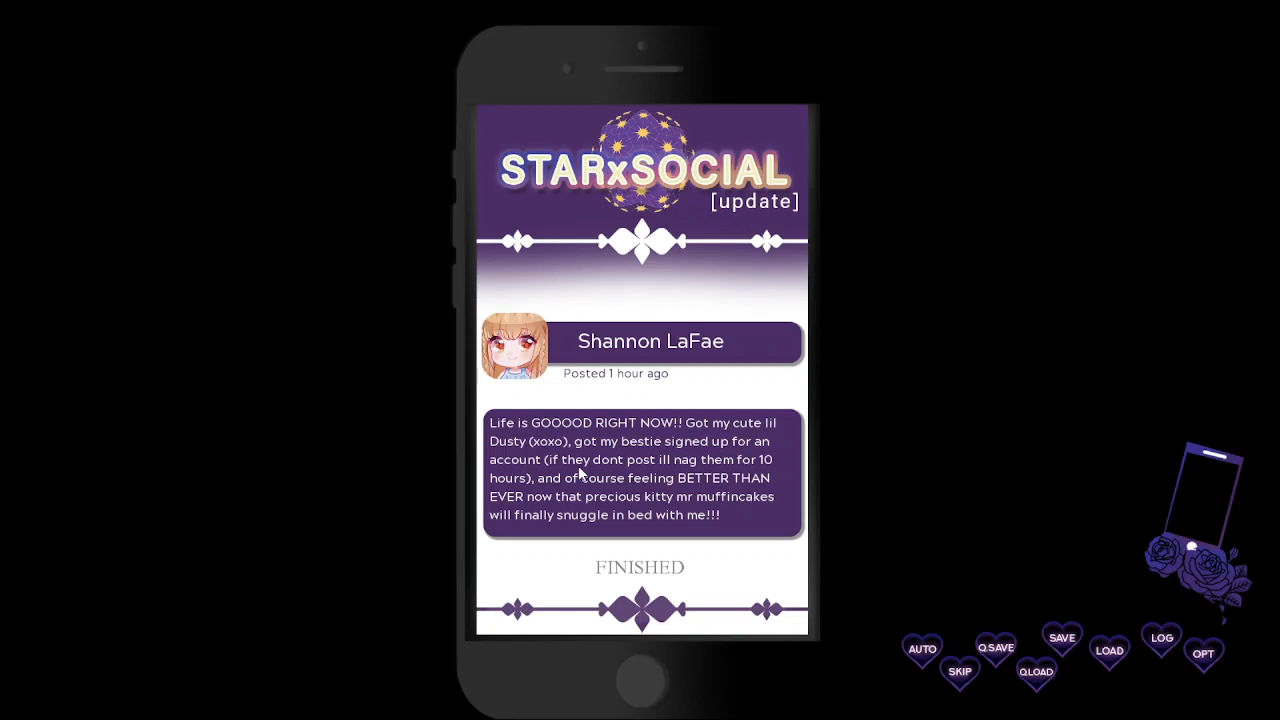 STARxSOCIAL
[update]
Shannon LaFae
Posted 1 hour ago
Life is GOOOOD RIGHT NOW!! Got my cute lil
Dusty (xoxo), got my bestie signed up for an
account (if they dont post ill nag them for 10
hours), and of course feeling BETTER THAN
EVER now that precious kitty mr muffincakes
will finally snuggle in bed with me!!!
FINISHED
AUTO
SKIP
Q.SAVE
Q.LOAD
SAVE
LOAD
LOG
OPT